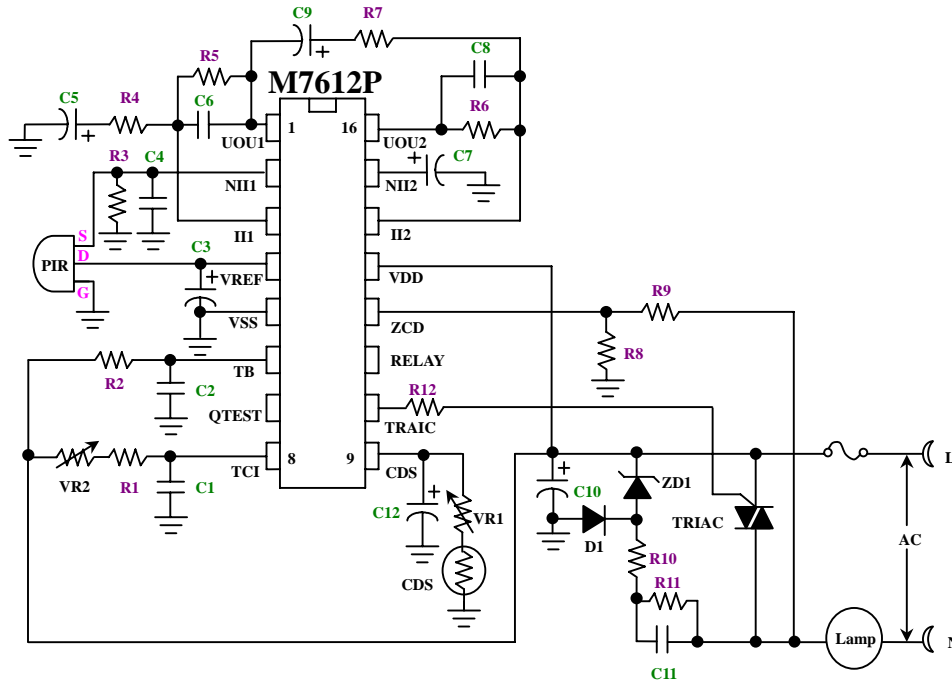 C9
R7
R5
C8
M7612P
C5
R4
C6
R6
1
16
UOU1
UOU2
C7
R3
C4
NII1
NII2
S
II1
II2
D
C3
PIR
VREF
VDD
G
R9
VSS
ZCD
R8
RELAY
R2
TB
C2
R12
QTEST
TRAIC
8
9
TCI
CDS
L
VR2
R1
C1
ZD1
C10
C12
VR1
TRIAC
D1
AC
R10
CDS
R11
Lamp
C11